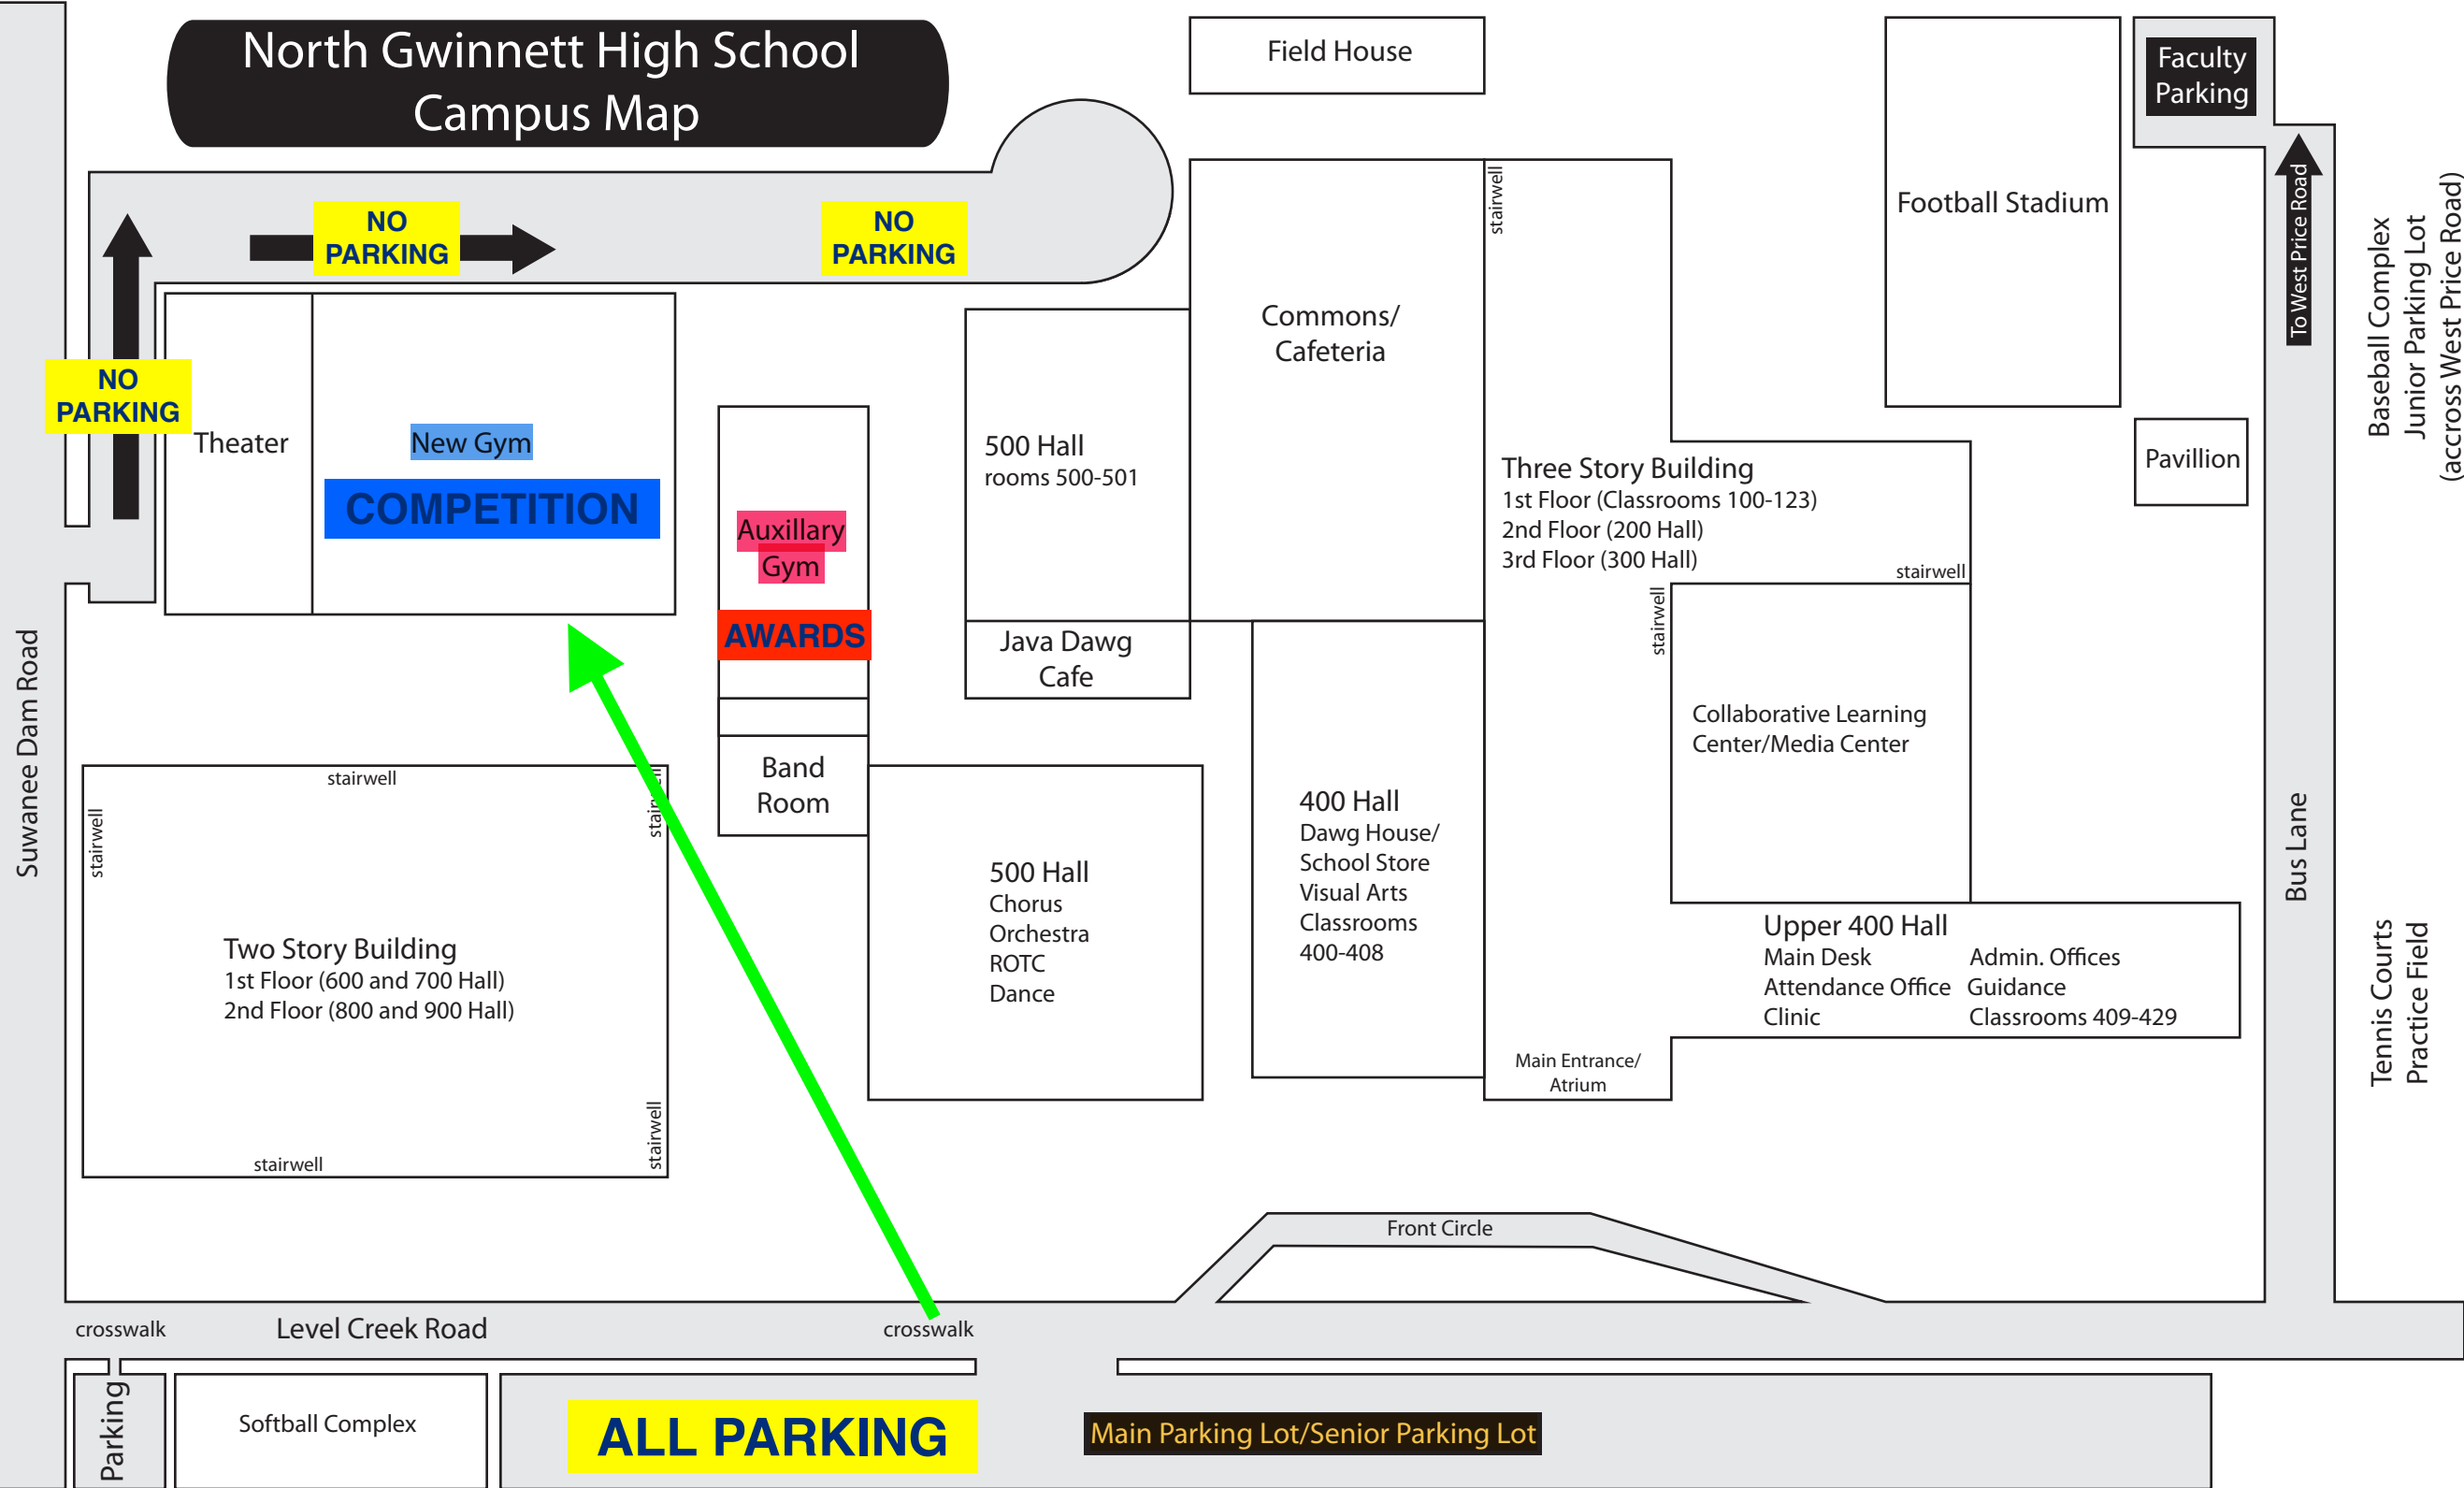 North Gwinnett High School
Campus Map
Field House
Faculty
Parking
To West Price Road
Football Stadium
Baseball Complex
Junior Parking Lot
(accross West Price Road)
NO
PARKING
NO
PARKING
NO
PARKING
stairwell
Commons/
Cafeteria
Theater
New Gym
COMPETITION
Auxillary
Gym
AWARDS
500 Hall
rooms 500-501
Java Dawg
Cafe
Three Story Building
1st Floor (Classrooms 100-123)
2nd Floor (200 Hall)
3rd Floor (300 Hall)
stairwell
stairwell
Pavillion
Suwanee Dam Road
Collaborative Learning
Center/Media Center
Band
Room
stairwell
stairwell
stairwell
Two Story Building
1st Floor (600 and 700 Hall)
2nd Floor (800 and 900 Hall)
stairwell
stairwell
500 Hall
Chorus
Orchestra
ROTC
Dance
400 Hall
Dawg House/
School Store
Visual Arts
Classrooms
400-408
Upper 400 Hall
Main Desk Admin. Offices
Attendance Office Guidance
Clinic Classrooms 409-429
Main Entrance/
Atrium
Bus Lane
Tennis Courts
Practice Field
Front Circle
crosswalk
Level Creek Road
crosswalk
Parking
Softball Complex
ALL PARKING
Main Parking Lot/Senior Parking Lot